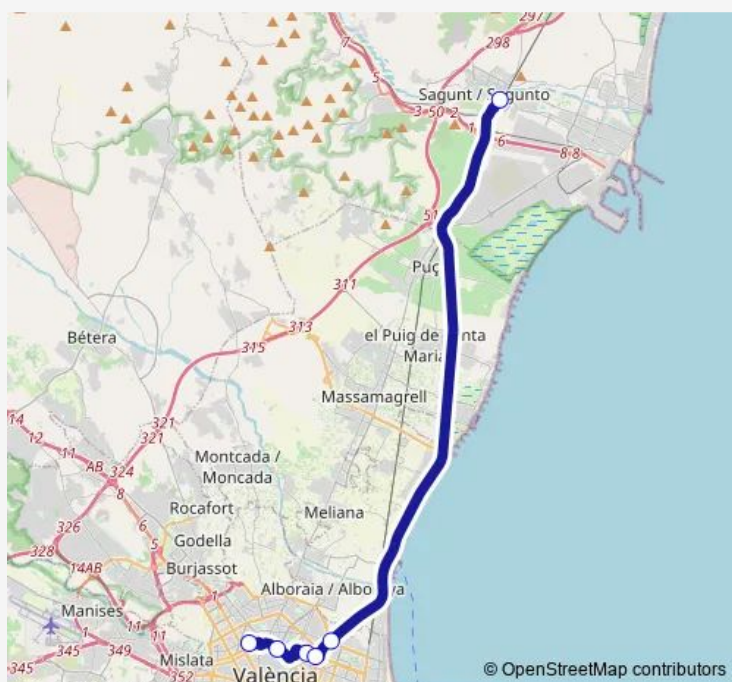 297
298
7
5
Sagunt / Sagunto
3 50 2
1
6
8 8
51
Puç
311
313
315
el Puig de Santa
Maria
Bétera
Massamagrell
321
14
321
12
11
AB 324
8
Montcada /
Moncada
6
Rocafort
Meliana
326
5
Godella
328
14AB
Burjassot
1
Alboraia / Alboraya
Manises
11
11
1
345
345
349
Mislata
352
València
© OpenStreetMap contributors